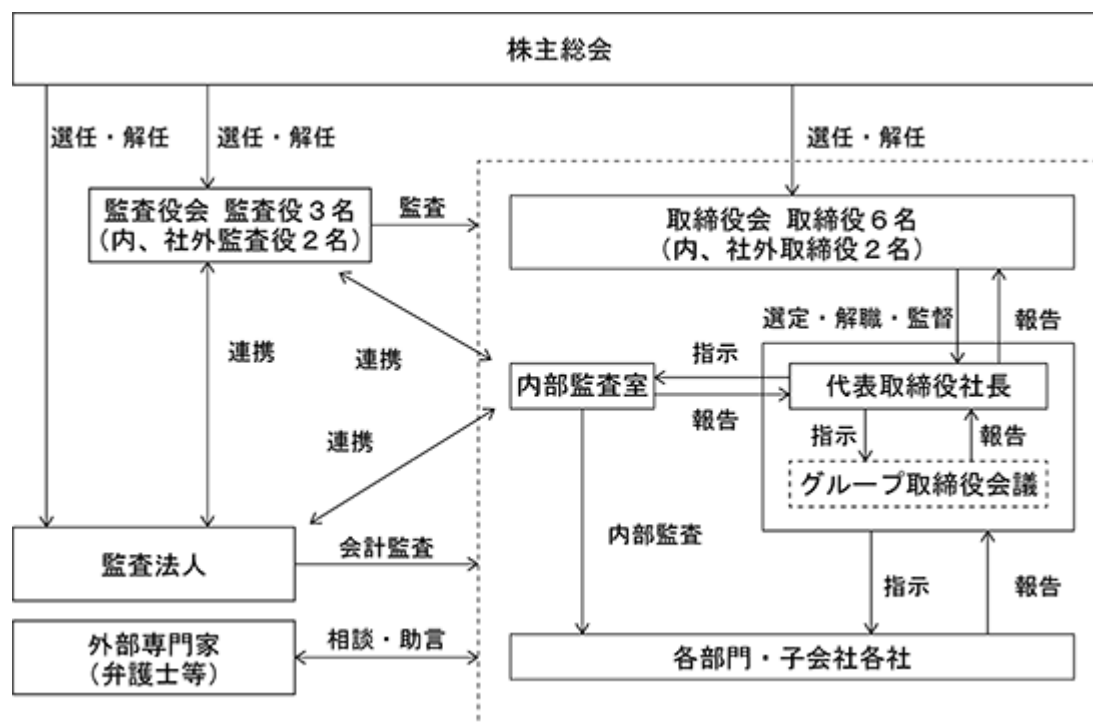 株主総会
選任・解任
選任・解任
選任・解任
監査役会 監査役３名
（内、社外監査役２名）
監査
取締役会 取締役６名
（内、社外取締役２名）
選定・解職・監督
報告
連携
連携
指示
内部監査室
代表取締役社長
報告
連携
指示
報告
グループ取締役会議
監査法人
会計監査
内部監査
指示
報告
外部専門家
（弁護士等）
相談・助言
各部門・子会社各社